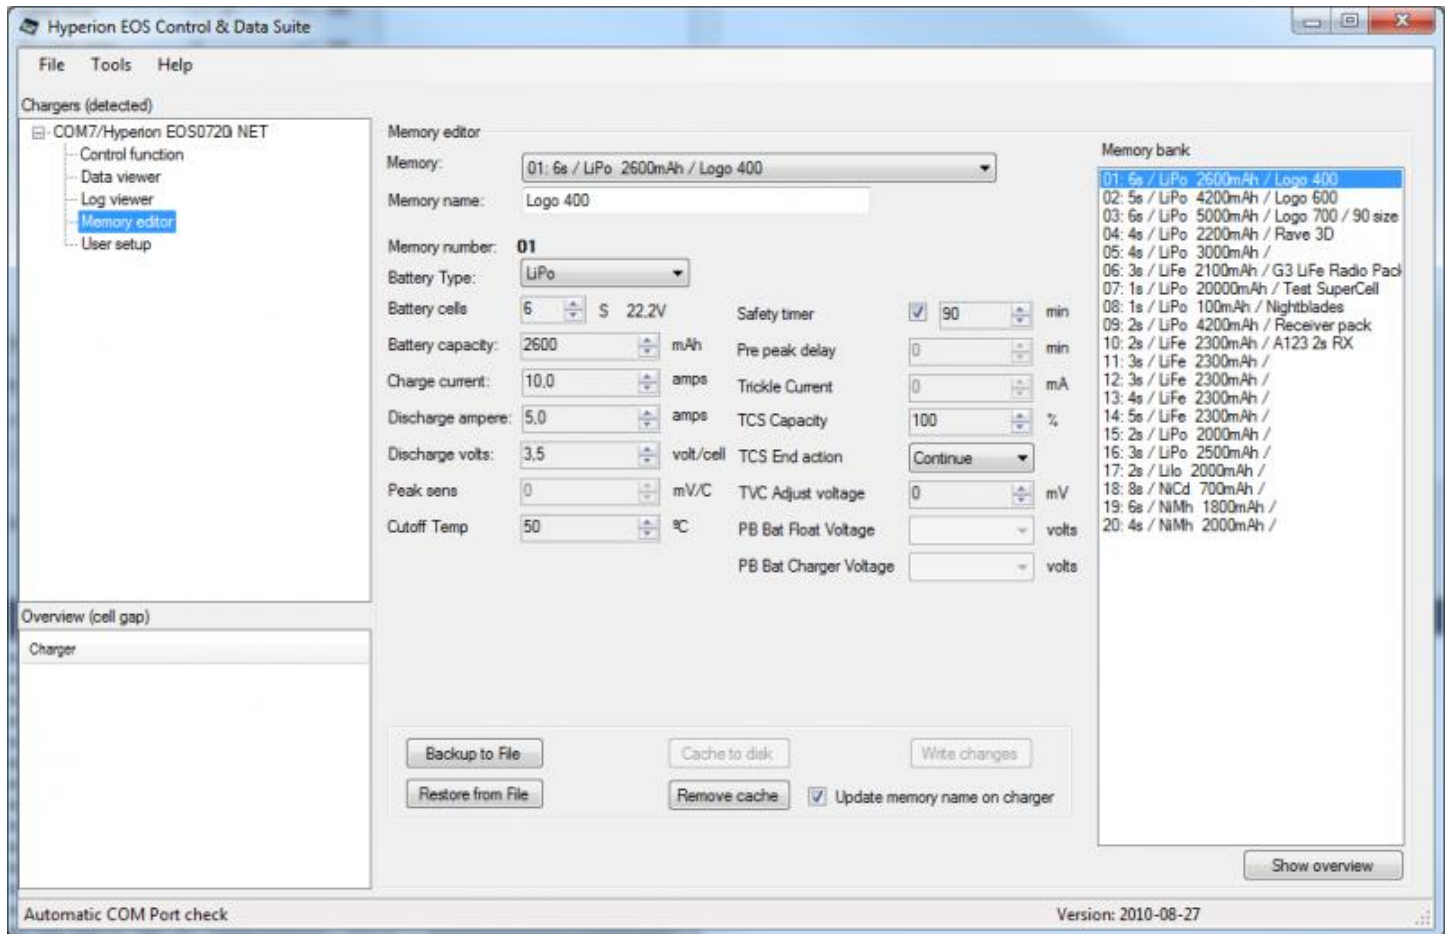 Hyperion EOS Control & Data Suite
File Tools Help
Chargers (detected)
COM7/Hyperion EOS0720i NET
Control function
Data viewer
Log viewer
Memory editor
User setup
Overview (cell gap)
Charger
Memory editor
Memory: 01: 6s / LiPo 2600mAh / Logo 400
Memory name: Logo 400
Memory number: 01
Battery Type: LiPo
Battery cells 6 S 22.2V
Battery capacity: 2600 mAh
Charge current: 10,0 amps
Discharge ampere: 5,0 amps
Discharge volts: 3,5 volt/cell
Peak sens 0 mV/C
Cutoff Temp 50 ºC
Safety timer 90 min
Pre peak delay 0 min
Trickle Current 0 mA
TCS Capacity 100 %
TCS End action Continue
TVC Adjust voltage 0 mV
PB Bat Float Voltage volts
PB Bat Charger Voltage volts
Backup to File Cache to disk Write changes
Restore from File Remove cache Update memory name on charger
Memory bank
01: 6s / LiPo 2600mAh / Logo 400
02: 5s / LiPo 4200mAh / Logo 600
03: 6s / LiPo 5000mAh / Logo 700 / 90 size
04: 4s / LiPo 2200mAh / Rave 3D
05: 4s / LiPo 3000mAh /
06: 3s / LiFe 2100mAh / G3 LiFe Radio Pack
07: 1s / LiPo 20000mAh / Test SuperCell
08: 1s / LiPo 100mAh / Nightblades
09: 2s / LiPo 4200mAh / Receiver pack
10: 2s / LiFe 2300mAh / A123 2s RX
11: 3s / LiFe 2300mAh /
12: 3s / LiFe 2300mAh /
13: 4s / LiFe 2300mAh /
14: 5s / LiFe 2300mAh /
15: 2s / LiPo 2000mAh /
16: 3s / LiPo 2500mAh /
17: 2s / LiIo 2000mAh /
18: 8s / NiCd 700mAh /
19: 6s / NiMh 1800mAh /
20: 4s / NiMh 2000mAh /
Show overview
Automatic COM Port check
Version: 2010-08-27